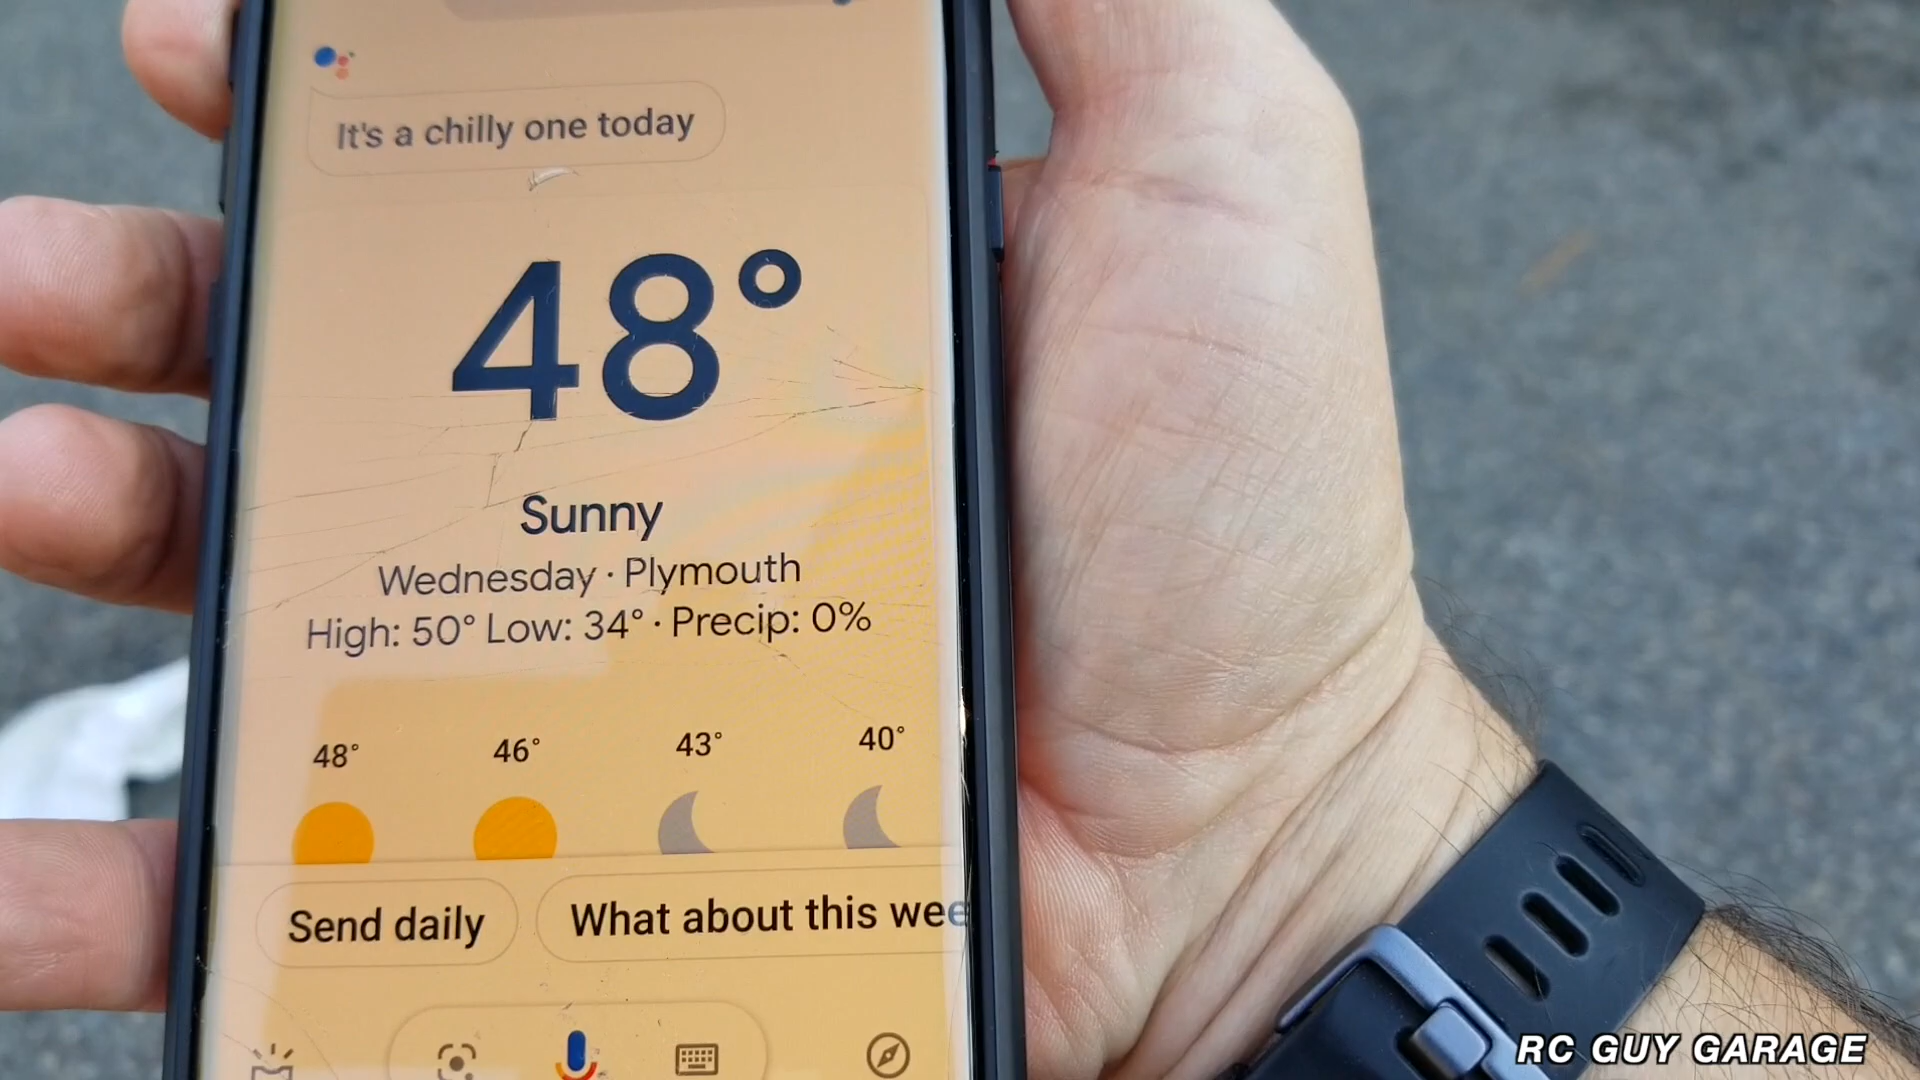 It's a chilly one today
48°
Sunny
Wednesday · Plymouth
High: 50° Low: 34° · Precip: 0%
48° 46° 43° 40°
Send daily What about this wee
RC GUY GARAGE